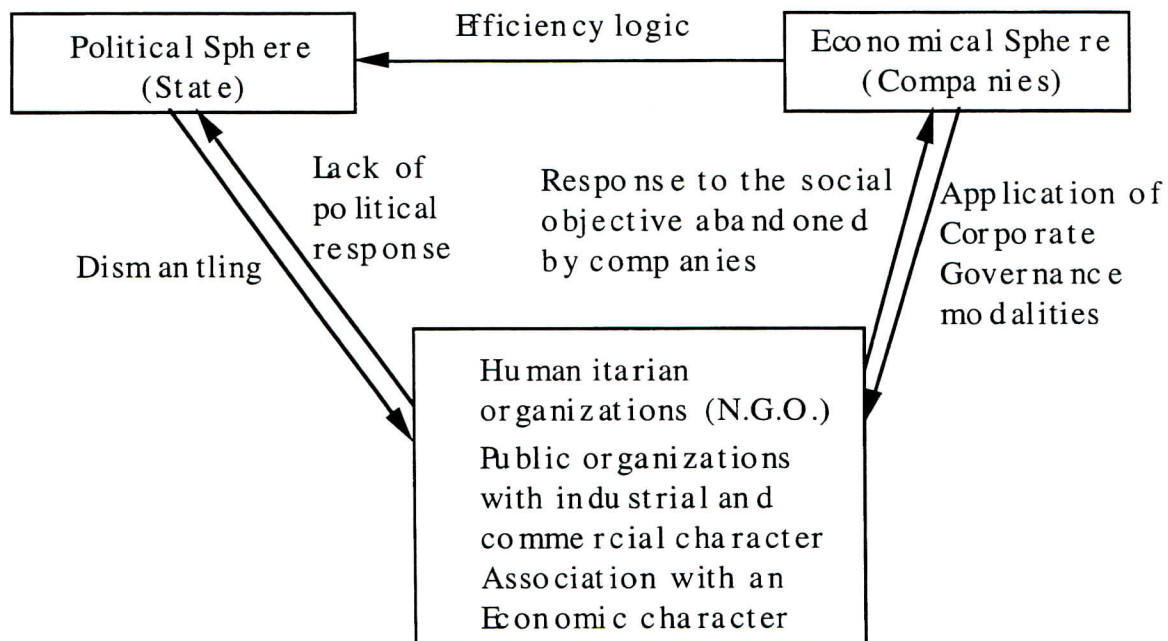 Political Sphere
(State)
Efficiency logic
Economical Sphere
(Companies)
Lack of
political
response
Dismantling
Response to the social
objective abandoned
by companies
Application of
Corporate
Governance
modalities
Humanitarian
organizations (N.G.O.)
Public organizations
with industrial and
commercial character
Association with an
Economic character